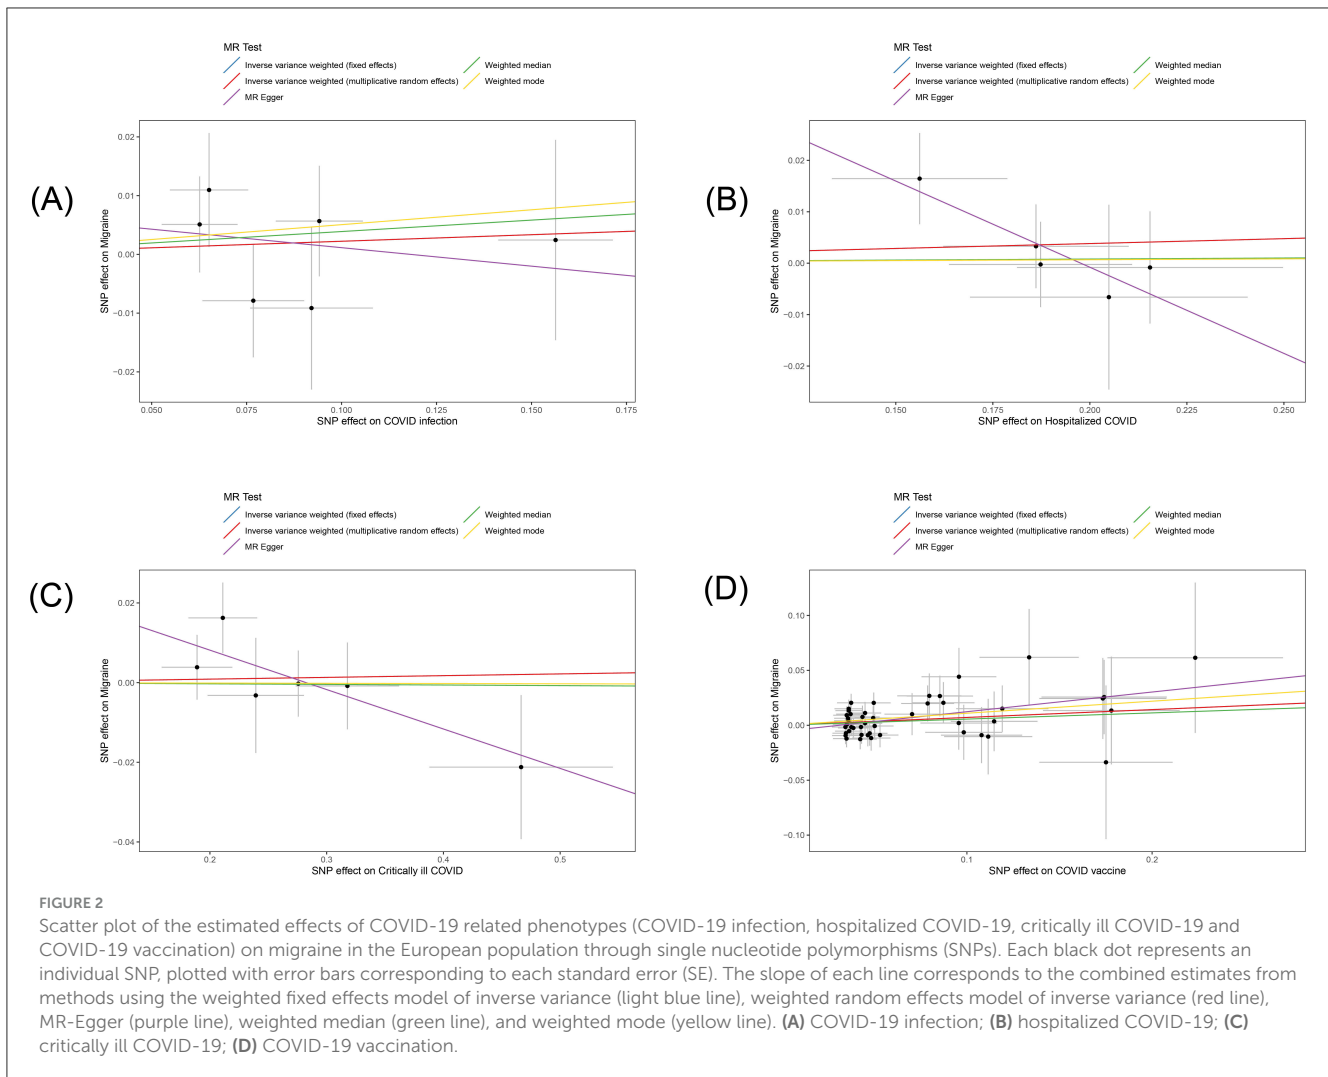 MR Test
Inverse variance weighted (fixed effects)
Weighted median
Inverse variance weighted (multiplicative random effects)
Weighted mode
MR Egger
(A)
SNP effect on Migraine
0.02
0.01
0.00
−0.01
−0.02
0.050
0.075
0.100
0.125
0.150
0.175
SNP effect on COVID infection
MR Test
Inverse variance weighted (fixed effects)
Weighted median
Inverse variance weighted (multiplicative random effects)
Weighted mode
MR Egger
(B)
SNP effect on Migraine
0.02
0.01
0.00
−0.01
−0.02
0.150
0.175
0.200
0.225
0.250
SNP effect on Hospitalized COVID
MR Test
Inverse variance weighted (fixed effects)
Weighted median
Inverse variance weighted (multiplicative random effects)
Weighted mode
MR Egger
(C)
SNP effect on Migraine
0.02
0.00
−0.02
−0.04
0.2
0.3
0.4
0.5
SNP effect on Critically ill COVID
MR Test
Inverse variance weighted (fixed effects)
Weighted median
Inverse variance weighted (multiplicative random effects)
Weighted mode
MR Egger
(D)
SNP effect on Migraine
0.10
0.05
0.00
−0.05
−0.10
0.1
0.2
SNP effect on COVID vaccine
FIGURE 2
Scatter plot of the estimated effects of COVID-19 related phenotypes (COVID-19 infection, hospitalized COVID-19, critically ill COVID-19 and
COVID-19 vaccination) on migraine in the European population through single nucleotide polymorphisms (SNPs). Each black dot represents an
individual SNP, plotted with error bars corresponding to each standard error (SE). The slope of each line corresponds to the combined estimates from
methods using the weighted fixed effects model of inverse variance (light blue line), weighted random effects model of inverse variance (red line),
MR-Egger (purple line), weighted median (green line), and weighted mode (yellow line). (A) COVID-19 infection; (B) hospitalized COVID-19; (C)
critically ill COVID-19; (D) COVID-19 vaccination.